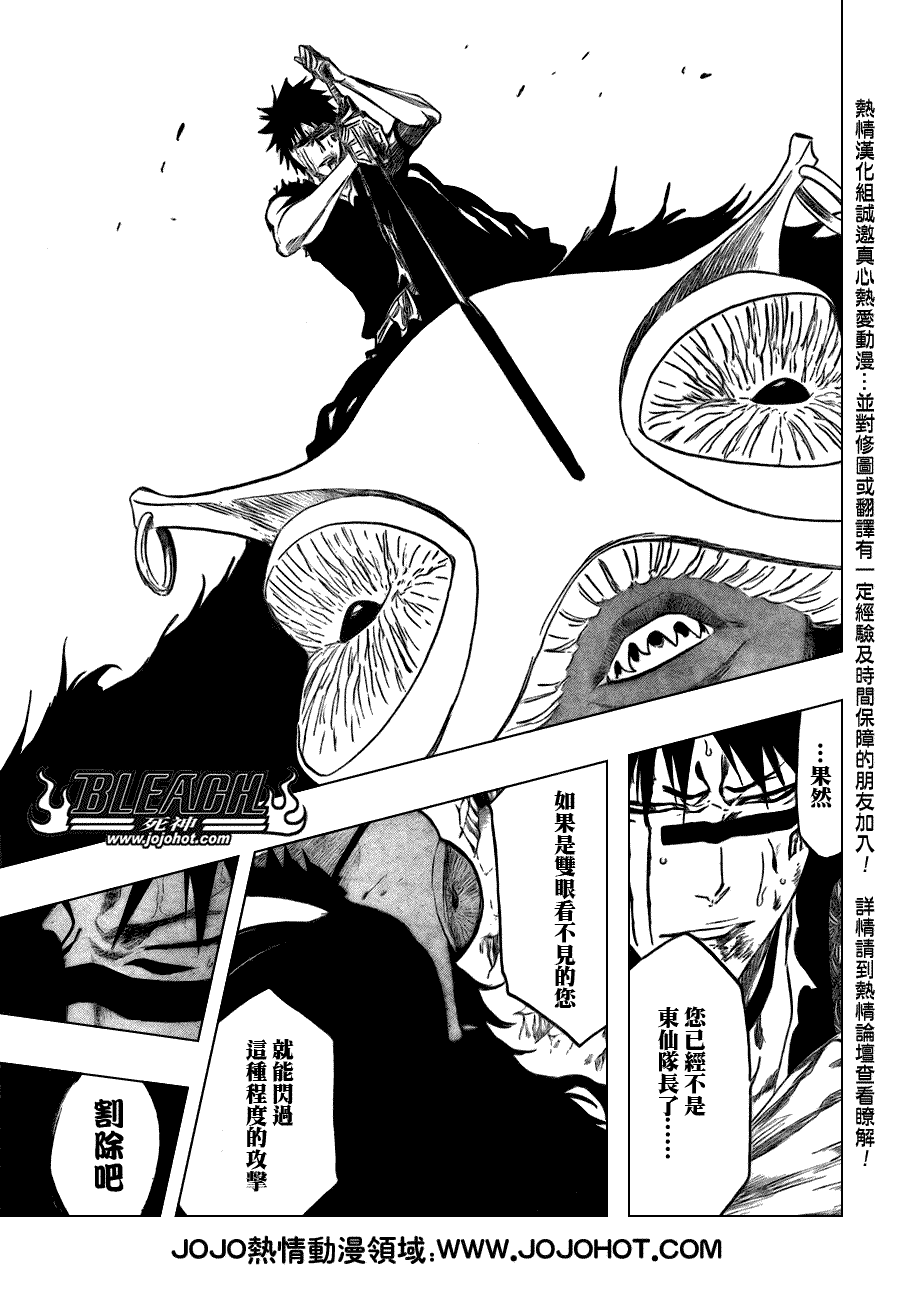 …果然
您已經不是
東仙隊長了……
如果是雙眼看不見的您
就能閃過
這種程度的攻擊
割除吧
BLEACH
死神
www.jojohot.com
熱情漢化組誠邀真心熱愛動漫…並對修圖或翻譯有一定經驗及時間保障的朋友加入！ 詳情請到熱情論壇查看瞭解！
JOJO熱情動漫領域:WWW.JOJOHOT.COM